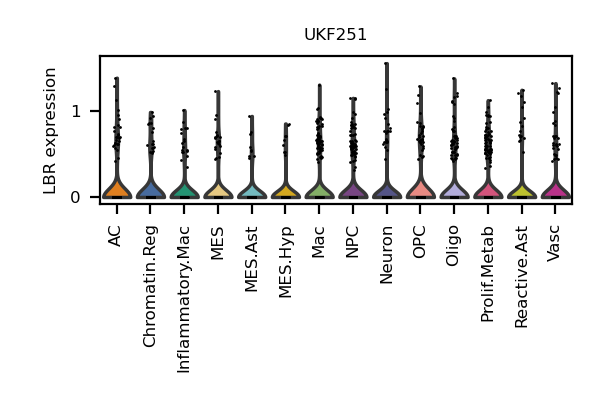 UKF251
LBR expression
1
0
AC
Chromatin.Reg
Inflammatory.Mac
MES
MES.Ast
MES.Hyp
Mac
NPC
Neuron
OPC
Oligo
Prolif.Metab
Reactive.Ast
Vasc